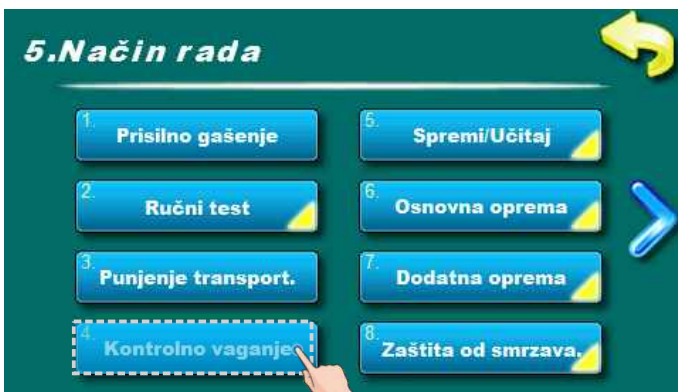 5.Način rada
1.
Prisilno gašenje
2.
Ručni test
3.
Punjenje transport.
4.
Kontrolno vaganje
5.
Spremi/Učitaj
6.
Osnovna oprema
7.
Dodatna oprema
8.
Zaštita od smrzava.